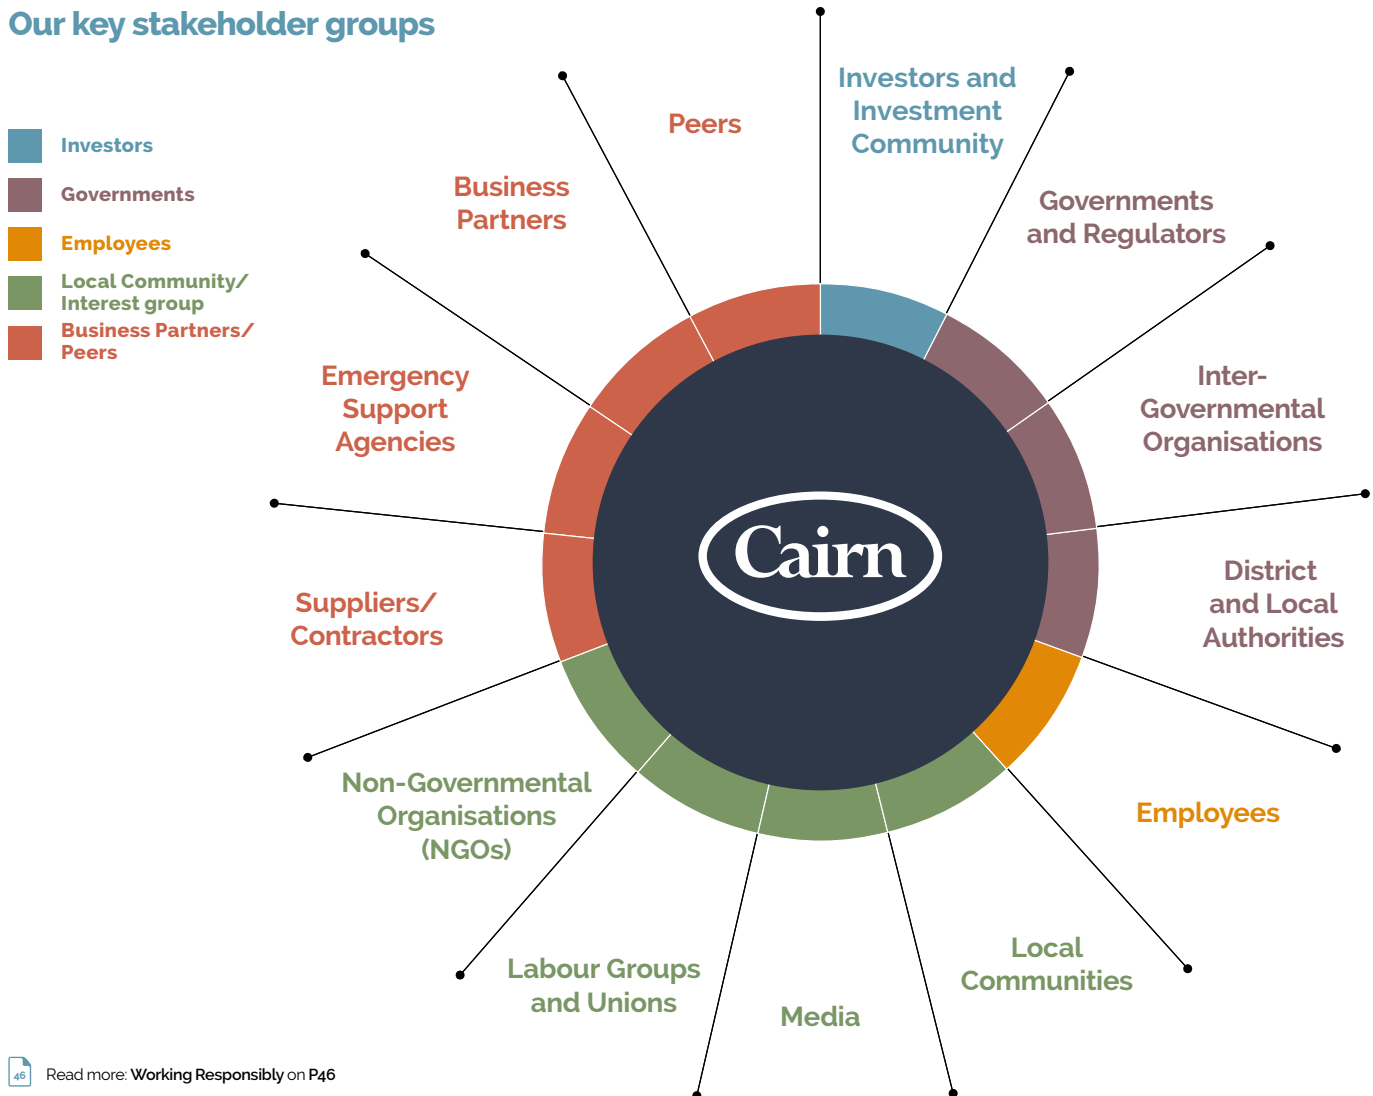 Our key stakeholder groups
Investors
Governments
Employees
Local Community/
Interest group
Business Partners/
Peers
Investors and
Investment
Community
Governments
and Regulators
Inter-
Governmental
Organisations
District
and Local
Authorities
Employees
Local
Communities
Media
Labour Groups
and Unions
Non-Governmental
Organisations
(NGOs)
Suppliers/
Contractors
Emergency
Support
Agencies
Business
Partners
Peers
Cairn
46
Read more: Working Responsibly on P46